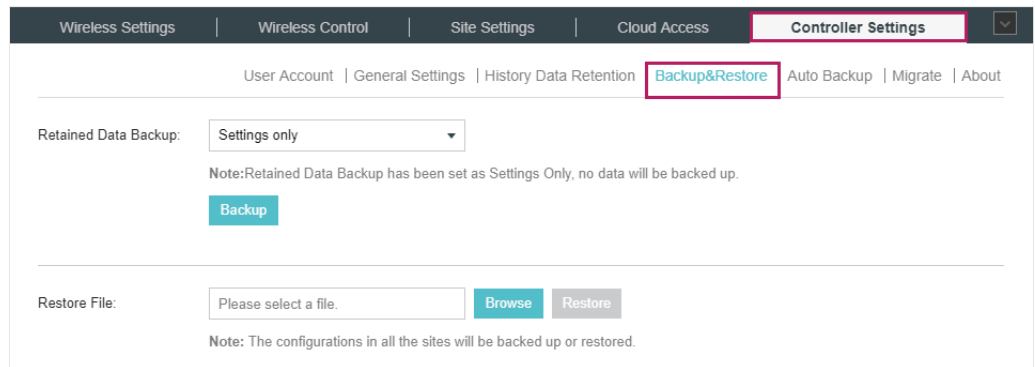 Wireless Settings | Wireless Control | Site Settings | Cloud Access Controller Settings
User Account | General Settings | History Data Retention Backup&Restore Auto Backup | Migrate | About
Retained Data Backup: Settings only
Note:Retained Data Backup has been set as Settings Only, no data will be backed up.
Backup
Restore File: Please select a file. Browse Restore
Note: The configurations in all the sites will be backed up or restored.